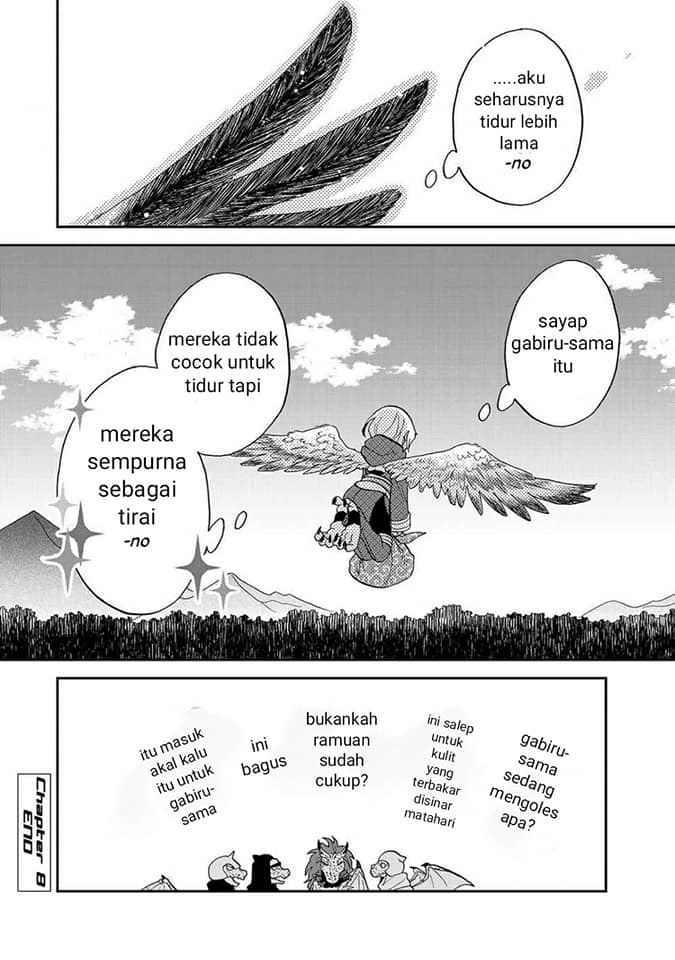 .....aku
seharusnya
tidur lebih
lama
-no
sayap
gabiru-sama
itu
mereka tidak
cocok untuk
tidur tapi
mereka
sempurna
sebagai
tirai
-no
gabiru-
sama
sedang
mengoles
apa?
ini salep
untuk
kulit
yang
terbakar
disinar
matahari
bukankah
ramuan
sudah
cukup?
ini
bagus
itu masuk
akal kalu
itu untuk
gabiru-
sama
Chapter 8
END